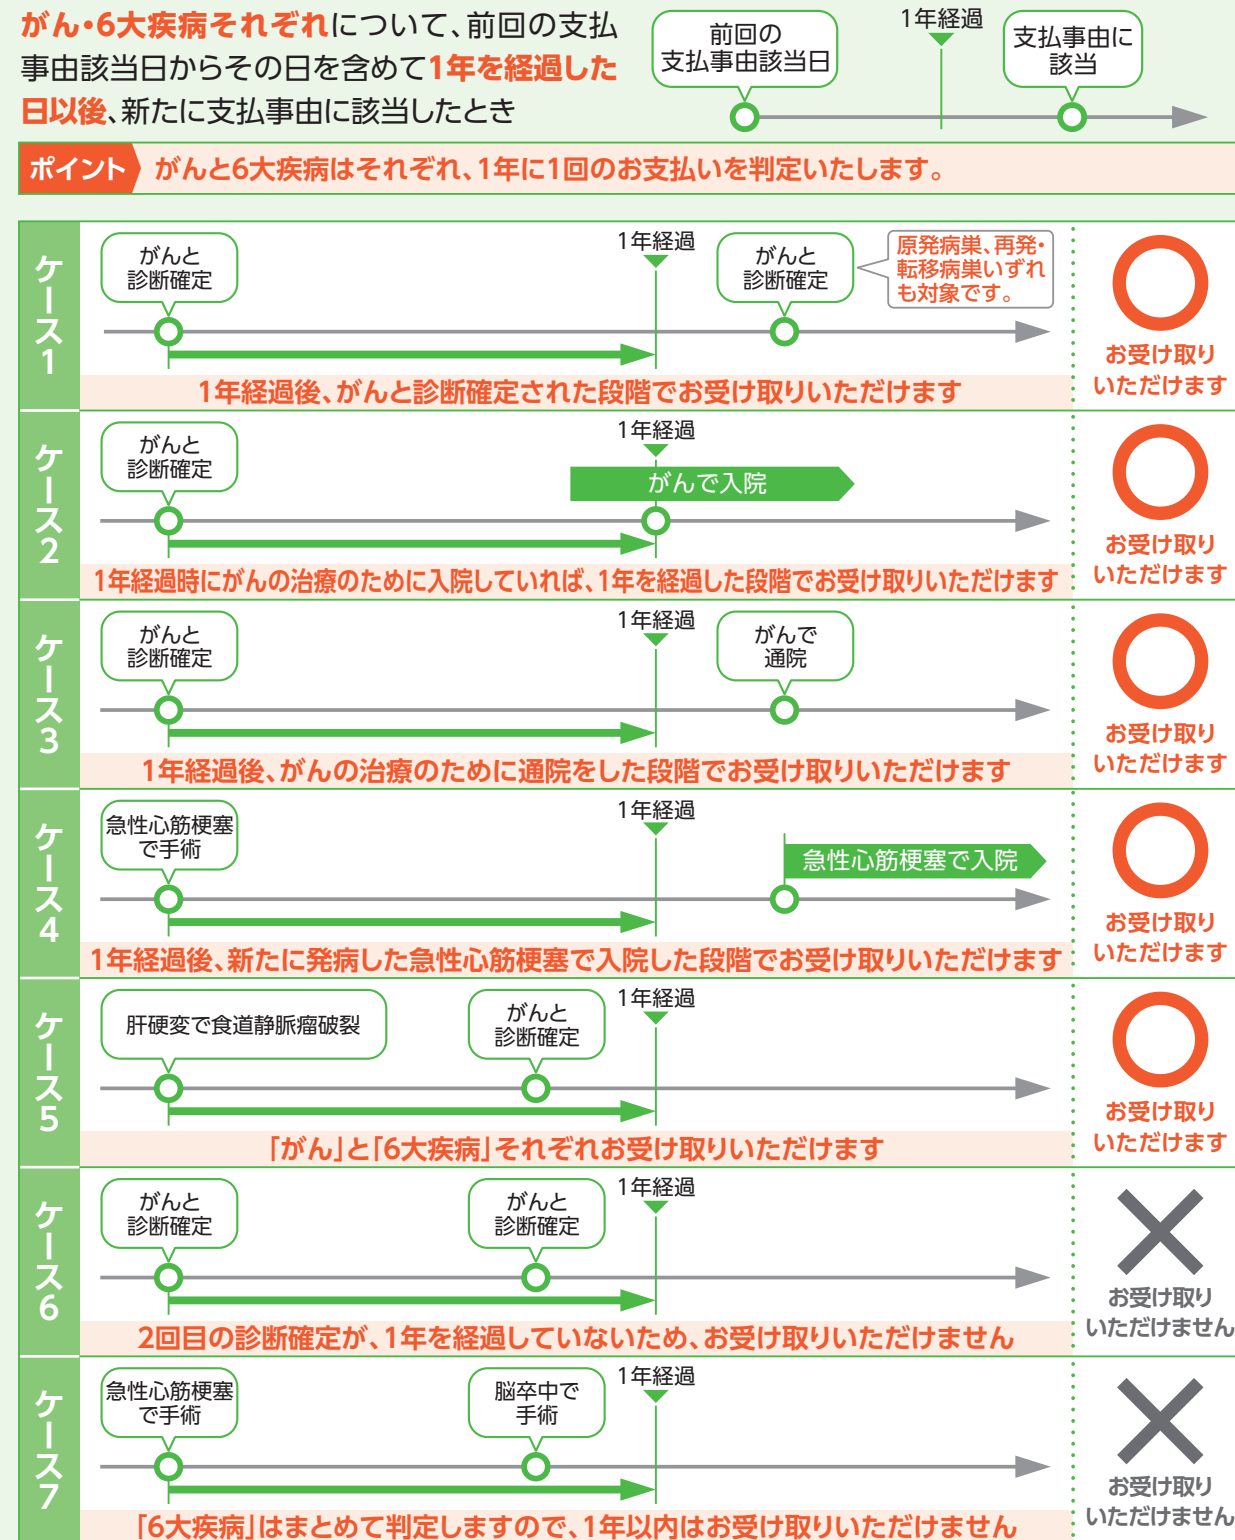 がん・6大疾病それぞれについて、前回の支払
事由該当日からその日を含めて1年を経過した
日以後、新たに支払事由に該当したとき
前回の
支払事由該当日
1年経過
支払事由に
該当
ポイント
がんと6大疾病はそれぞれ、1年に1回のお支払いを判定いたします。
ケース1
がんと
診断確定
1年経過
がんと
診断確定
原発病巣、再発・
転移病巣いずれ
も対象です。
お受け取り
いただけます
1年経過後、がんと診断確定された段階でお受け取りいただけます
ケース2
がんと
診断確定
1年経過
がんで入院
お受け取り
いただけます
1年経過時にがんの治療のために入院していれば、1年を経過した段階でお受け取りいただけます
ケース3
がんと
診断確定
1年経過
がんで
通院
お受け取り
いただけます
1年経過後、がんの治療のために通院をした段階でお受け取りいただけます
ケース4
急性心筋梗塞
で手術
1年経過
急性心筋梗塞で入院
お受け取り
いただけます
1年経過後、新たに発病した急性心筋梗塞で入院した段階でお受け取りいただけます
ケース5
肝硬変で食道静脈瘤破裂
がんと
診断確定
1年経過
お受け取り
いただけます
「がん」と「6大疾病」それぞれお受け取りいただけます
ケース6
がんと
診断確定
がんと
診断確定
1年経過
お受け取り
いただけません
2回目の診断確定が、1年を経過していないため、お受け取りいただけません
ケース7
急性心筋梗塞
で手術
脳卒中で
手術
1年経過
お受け取り
いただけません
「6大疾病」はまとめて判定しますので、1年以内はお受け取りいただけません